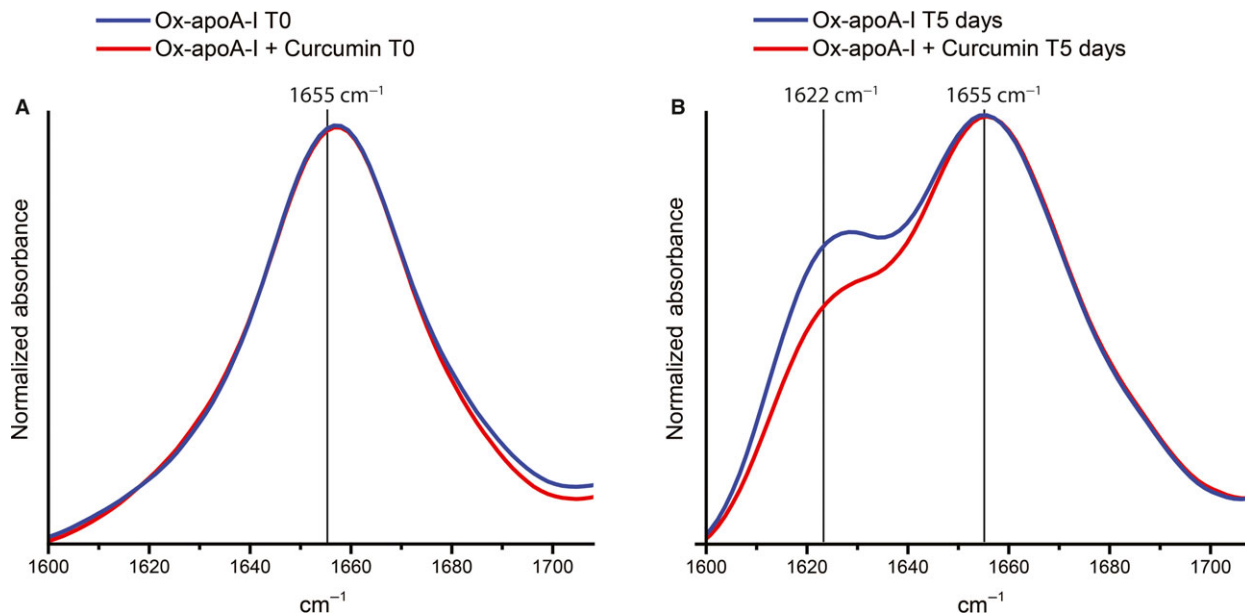 Ox-apoA-I T0
Ox-apoA-I + Curcumin T0
Ox-apoA-I T5 days
Ox-apoA-I + Curcumin T5 days
A
1655 cm⁻¹
B
1622 cm⁻¹
1655 cm⁻¹
Normalized absorbance
Normalized absorbance
1600
1620
1640
1660
1680
1700
1600
1620
1640
1660
1680
1700
cm⁻¹
cm⁻¹